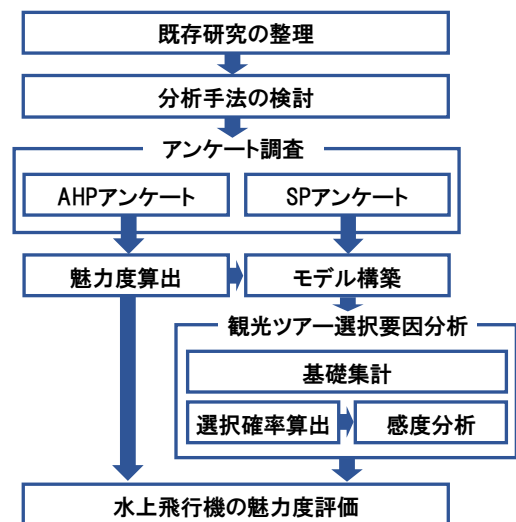 既存研究の整理
分析手法の検討
アンケート調査
AHPアンケート
SPアンケート
魅力度算出
モデル構築
観光ツアー選択要因分析
基礎集計
選択確率算出
感度分析
水上飛行機の魅力度評価